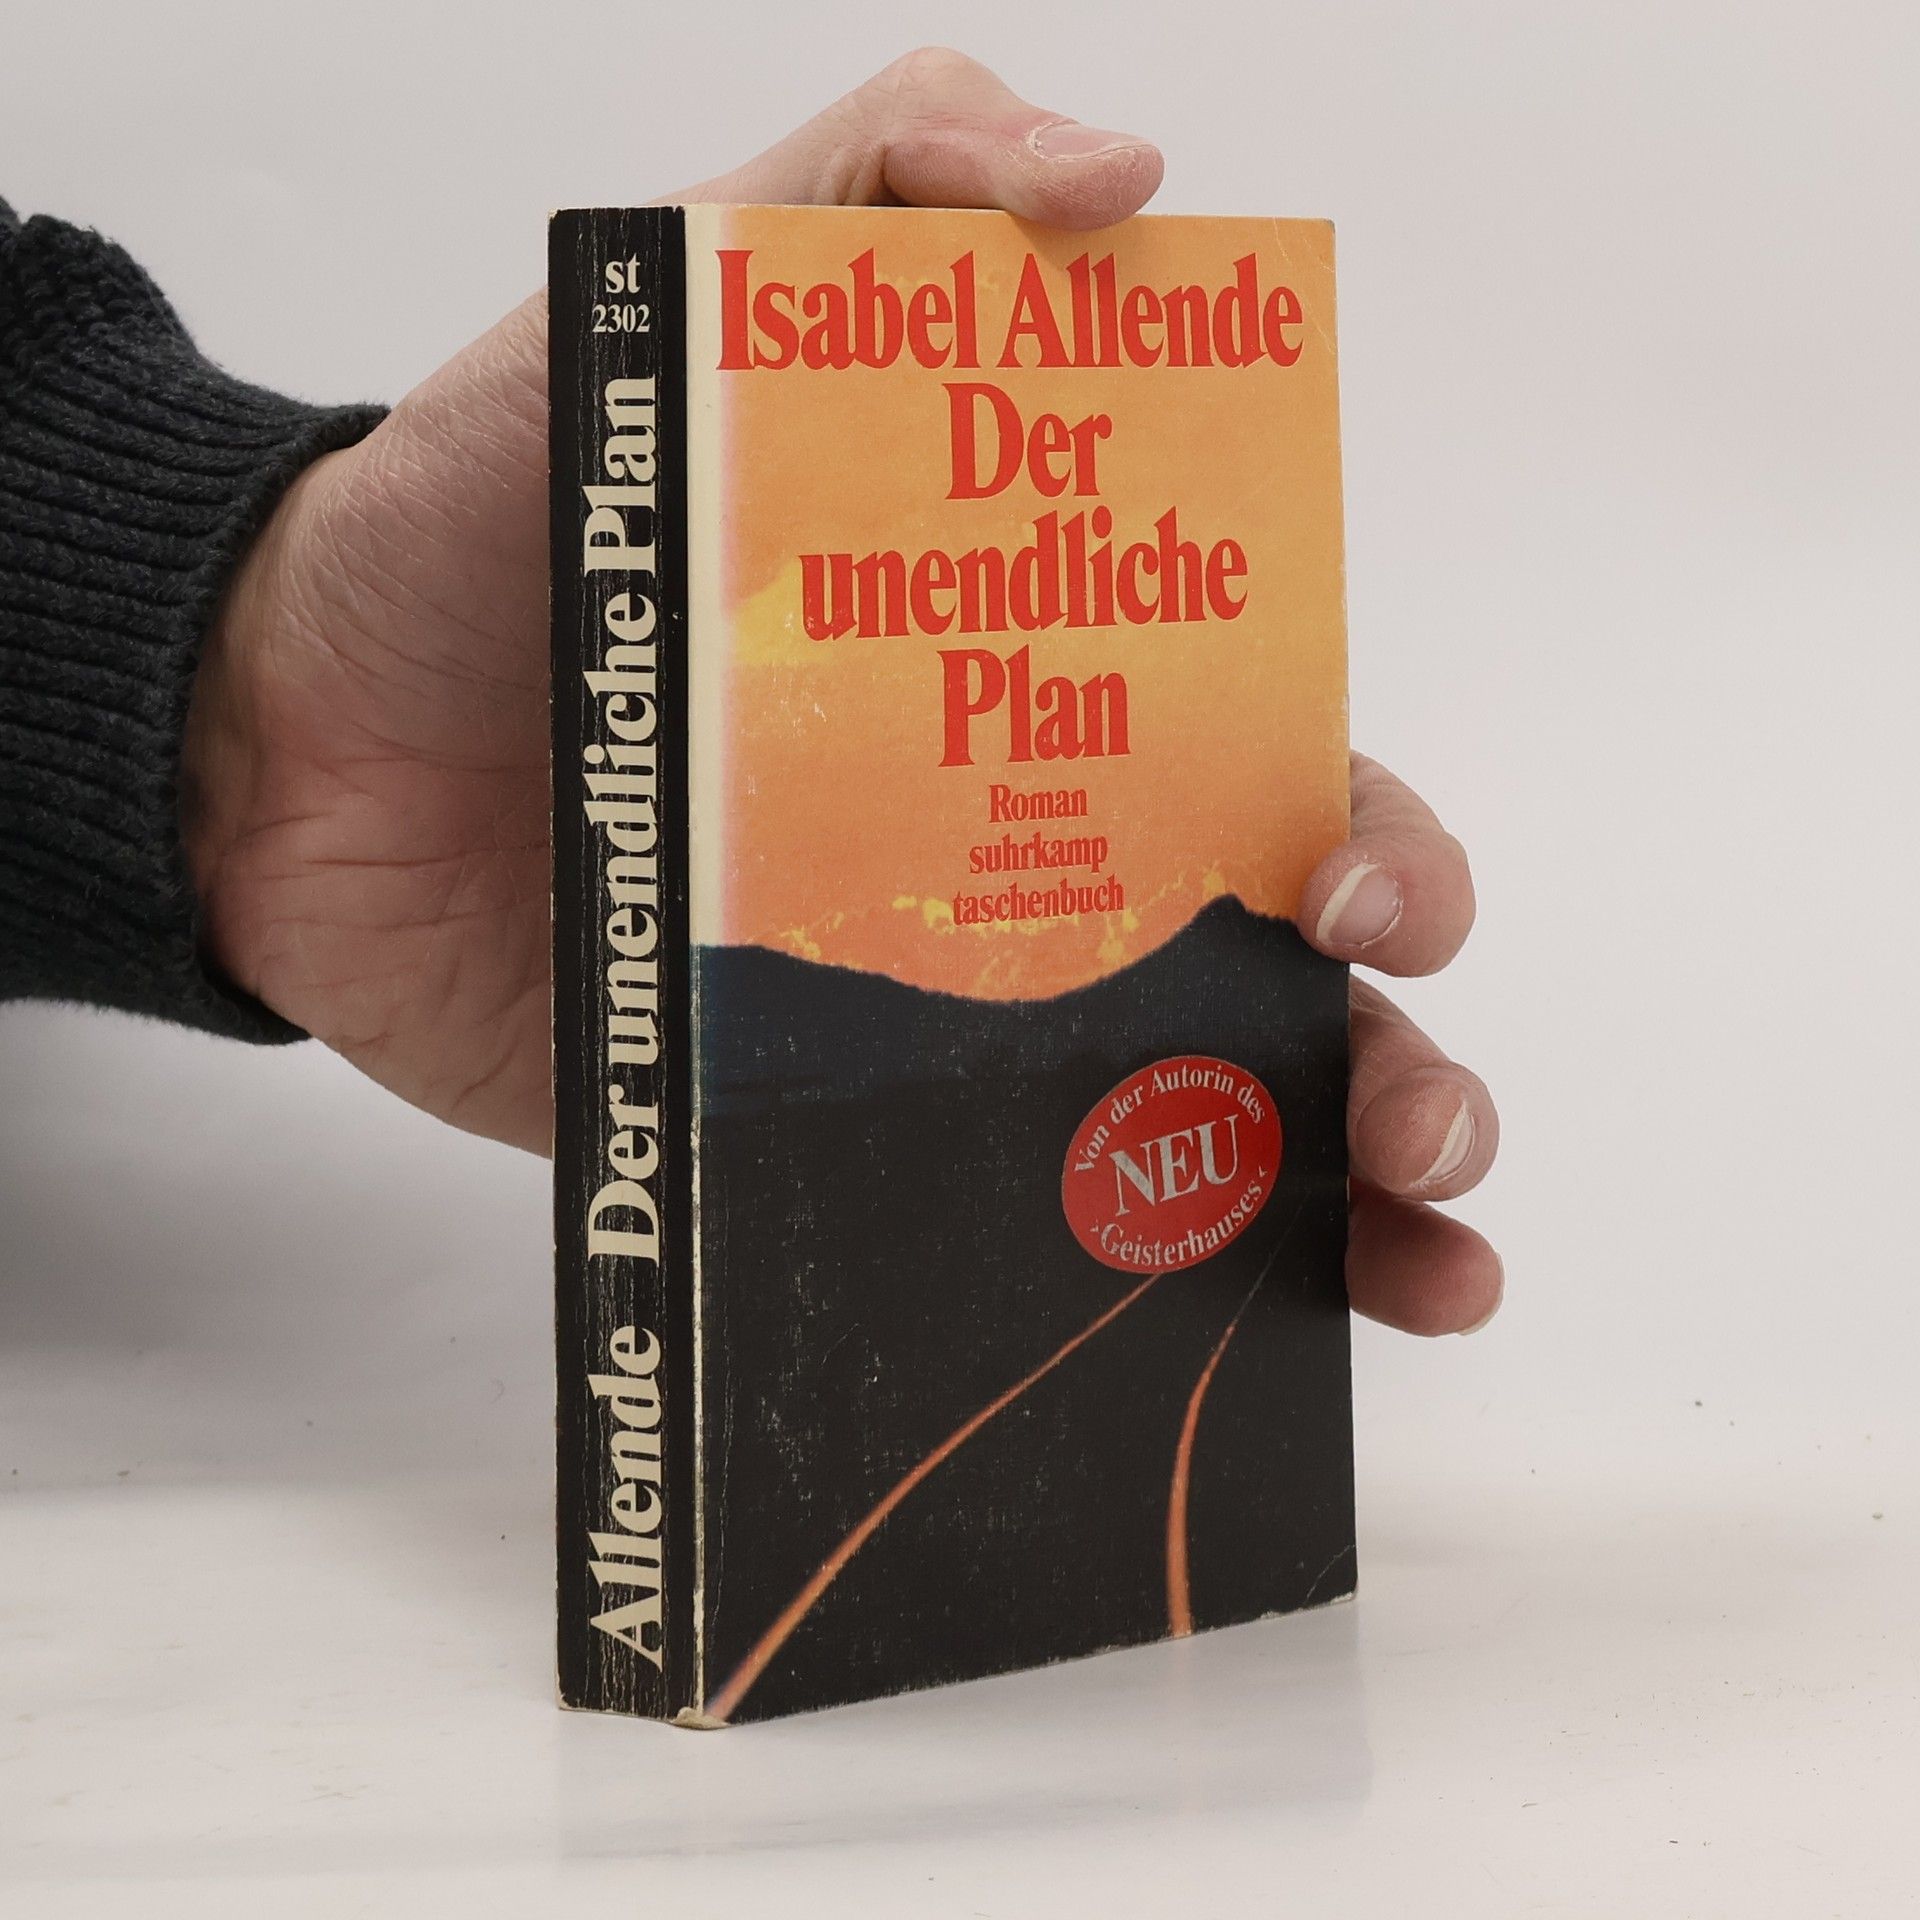 st
2302
Allende Der unendliche Plan
Isabel Allende
Der
unendliche
Plan
Roman
suhrkamp
taschenbuch
Von der Autorin des
NEU
›Geisterhauses‹